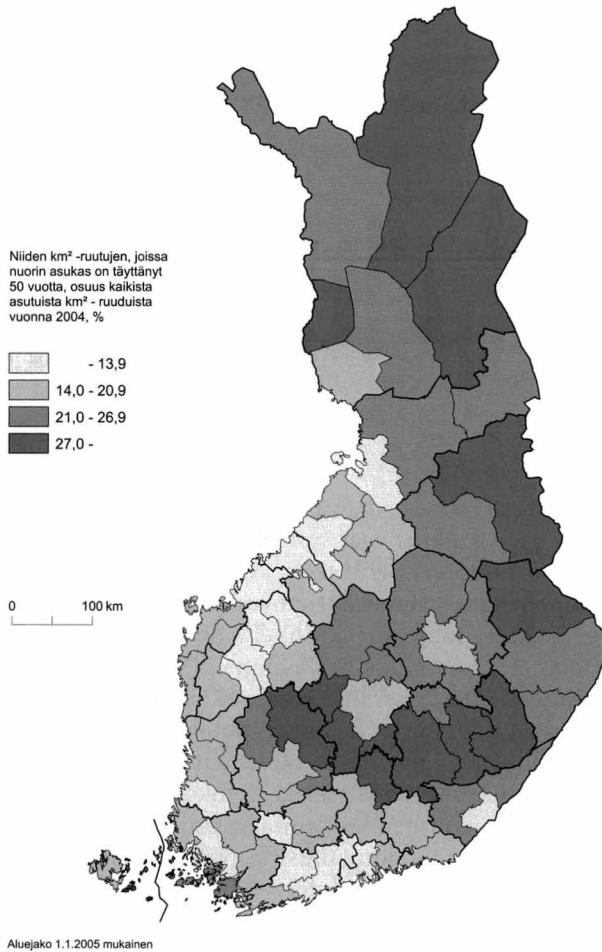 Niiden km² -ruutujen, joissa
nuorin asukas on täyttänyt
50 vuotta, osuus kaikista
asutuista km² - ruuduista
vuonna 2004, %
- 13,9
14,0 - 20,9
21,0 - 26,9
27,0 -
0 100 km
Aluejako 1.1.2005 mukainen